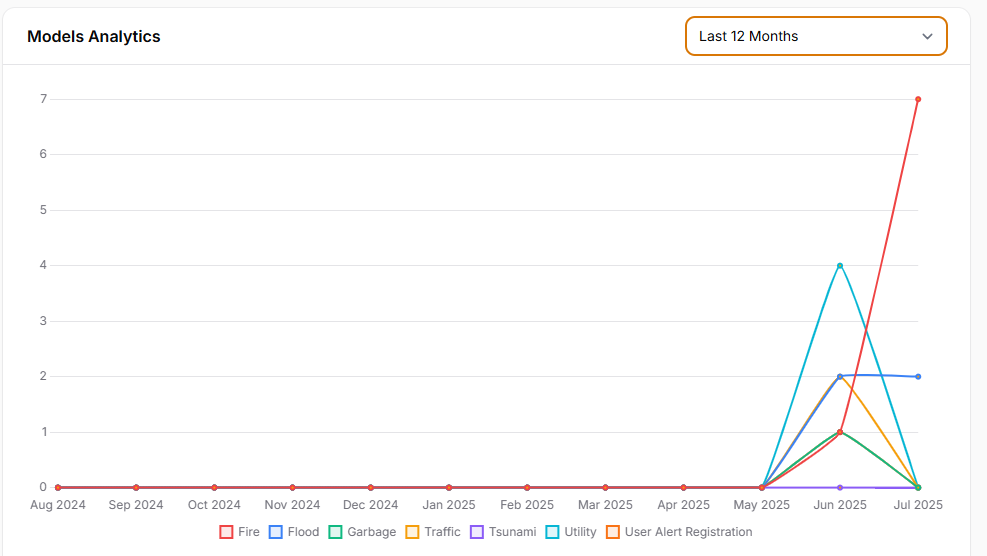 Models Analytics
Last 12 Months
7
6
5
4
3
2
1
0
Aug 2024 Sep 2024 Oct 2024 Nov 2024 Dec 2024 Jan 2025 Feb 2025 Mar 2025 Apr 2025 May 2025 Jun 2025 Jul 2025
Fire Flood Garbage Traffic Tsunami Utility User Alert Registration